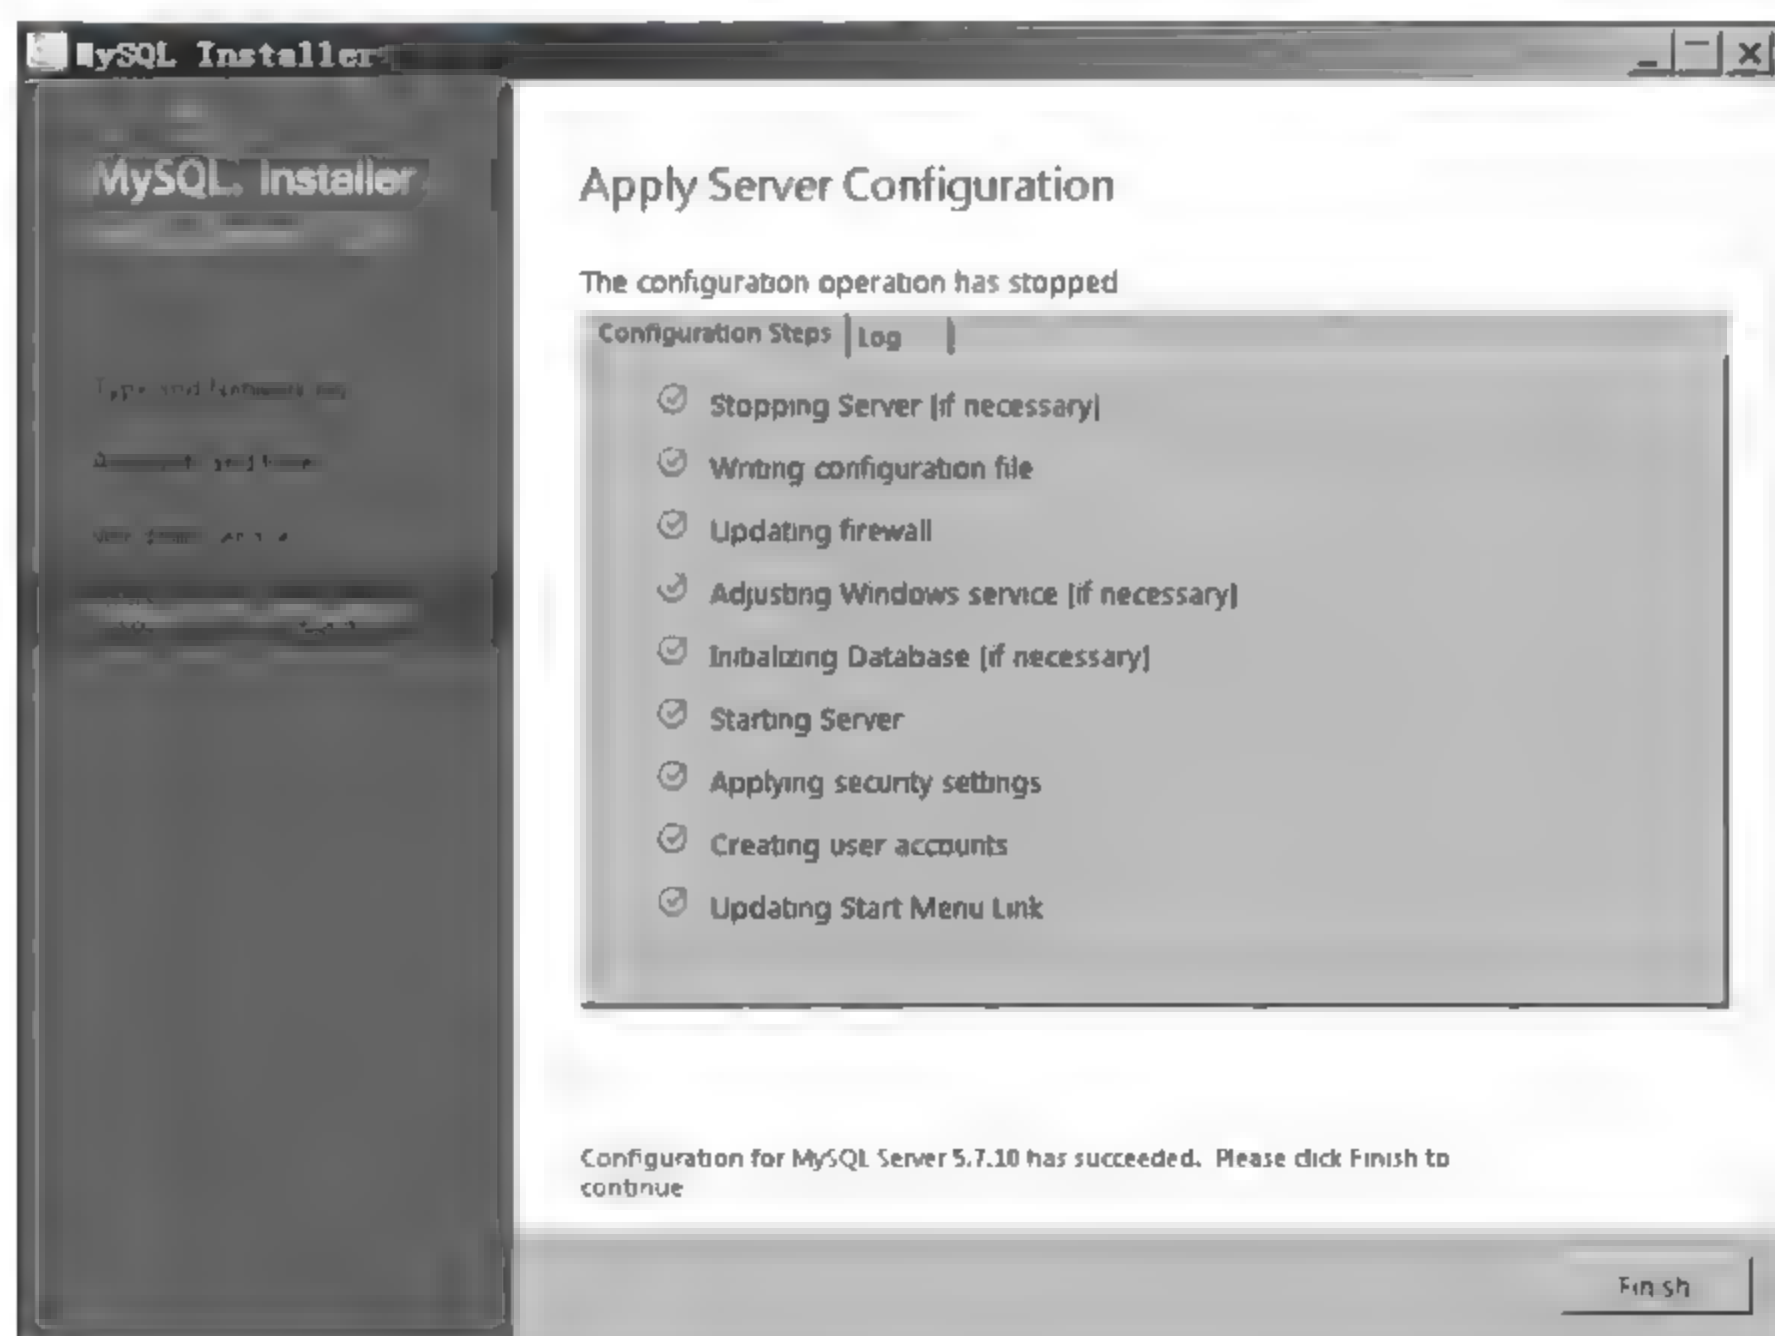 MySQL Installer
MySQL. Installer
Apply Server Configuration
The configuration operation has stopped
Configuration Steps
Log
Stopping Server [if necessary]
Writing configuration file
Updating firewall
Adjusting Windows service [if necessary]
Initializing Database [if necessary]
Starting Server
Applying security settings
Creating user accounts
Updating Start Menu Link
Configuration for MySQL Server 5.7.10 has succeeded. Please click Finish to
continue
Finish